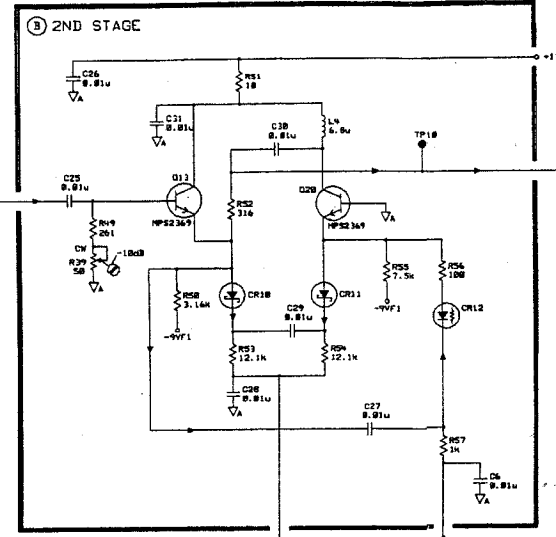 B 2ND STAGE
C26
0.01u
A
R51
10
+1
C31
0.01u
A
C30
0.01u
L4
6.8u
TP10
C25
0.01u
Q13
MPS2369
R52
316
Q20
MPS2369
A
R49
261
CW
-10dB
R39
50
A
R50
3.16K
-9VF1
CR10
CR11
R55
7.5k
-9VF1
R56
100
CR12
C29
0.01u
R53
12.1k
R54
12.1k
C28
0.01u
A
C27
0.01u
R57
1k
C6
0.01u
A